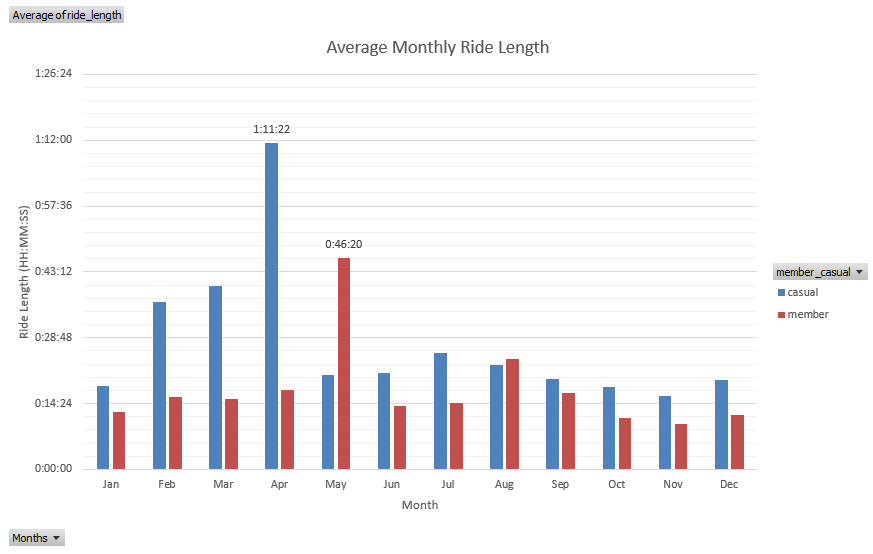 Average of ride_length
Average Monthly Ride Length
1:26:24
1:12:00
0:57:36
0:43:12
0:28:48
0:14:24
0:00:00
Ride Length (HH:MM:SS)
1:11:22
0:46:20
Jan Feb Mar Apr May Jun Jul Aug Sep Oct Nov Dec
Month
member_casual
casual
member
Months